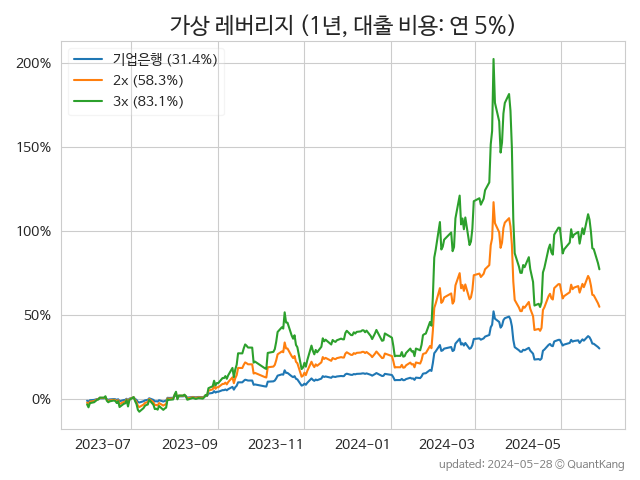 가상 레버리지 (1년, 대출 비용: 연 5%)
200%
150%
100%
50%
0%
기업은행 (31.4%)
2x (58.3%)
3x (83.1%)
2023-07 2023-09 2023-11 2024-01 2024-03 2024-05
updated: 2024-05-28 © QuantKang